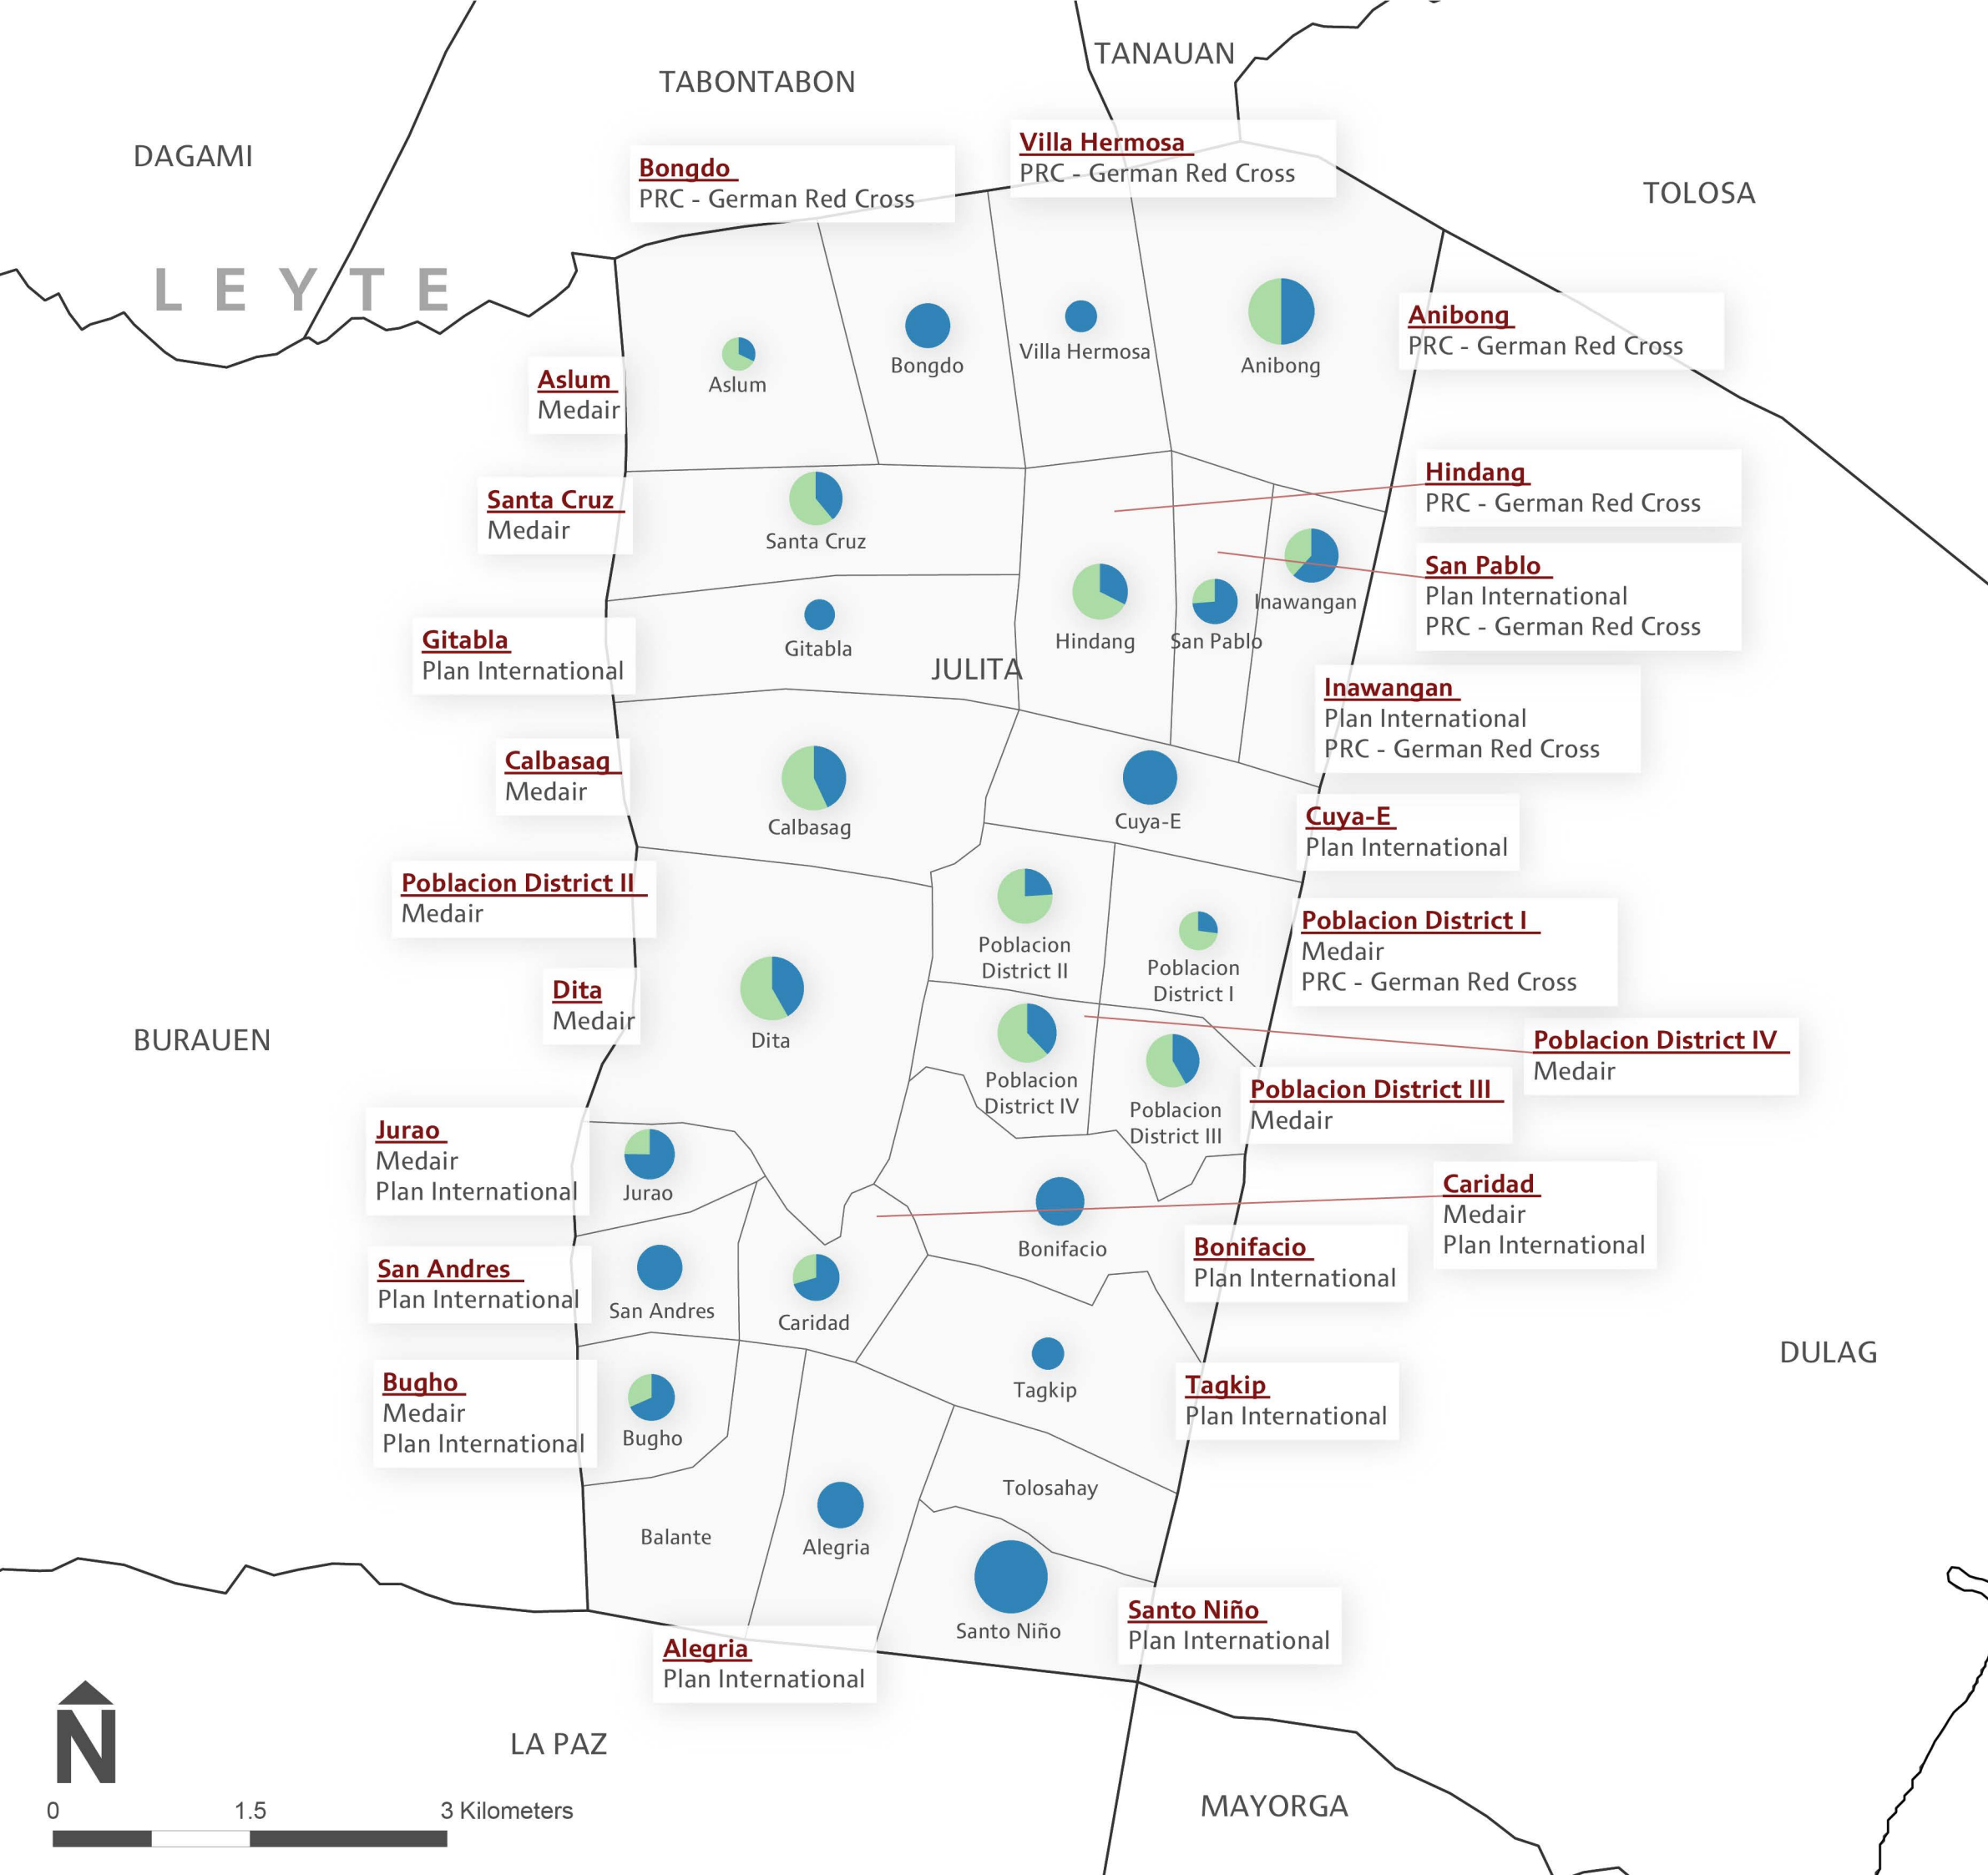 TANAUAN
TABONTABON
DAGAMI
TOLOSA
LEYTE
Villa Hermosa
PRC - German Red Cross
Bongdo
PRC - German Red Cross
Anibong
PRC - German Red Cross
Aslum
Medair
Aslum
Bongdo
Villa Hermosa
Anibong
Hindang
PRC - German Red Cross
Santa Cruz
Medair
Santa Cruz
San Pablo
Plan International
PRC - German Red Cross
Inawangan
Gitabla
Plan International
Gitabla
Hindang
San Pablo
JULITA
Inawangan
Plan International
PRC - German Red Cross
Calbasag
Medair
Calbasag
Cuya-E
Cuya-E
Plan International
Poblacion District II
Medair
Poblacion
District II
Poblacion
District I
Poblacion District I
Medair
PRC - German Red Cross
Dita
Medair
Dita
BURAUEN
Poblacion District IV
Medair
Poblacion
District IV
Poblacion
District III
Poblacion District III
Medair
Jurao
Medair
Plan International
Jurao
Caridad
Medair
Plan International
Bonifacio
Bonifacio
Plan International
San Andres
Plan International
San Andres
Caridad
DULAG
Bugho
Medair
Plan International
Bugho
Tagkip
Tagkip
Plan International
Tolosahay
Balante
Alegria
Santo Niño
Santo Niño
Plan International
Alegria
Plan International
N
LA PAZ
MAYORGA
0 1.5 3 Kilometers